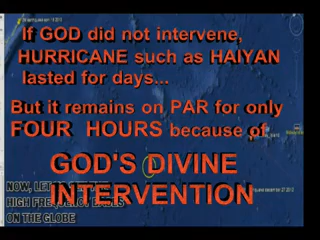 If GOD did not intervene,
HURRICANE such as HAIYAN
lasted for days...
But it remains on PAR for only
FOUR HOURS because of
GOD'S DIVINE
INTERVENTION
NOW, LET
HIGH FREQUENCY
ON THE GLOBE